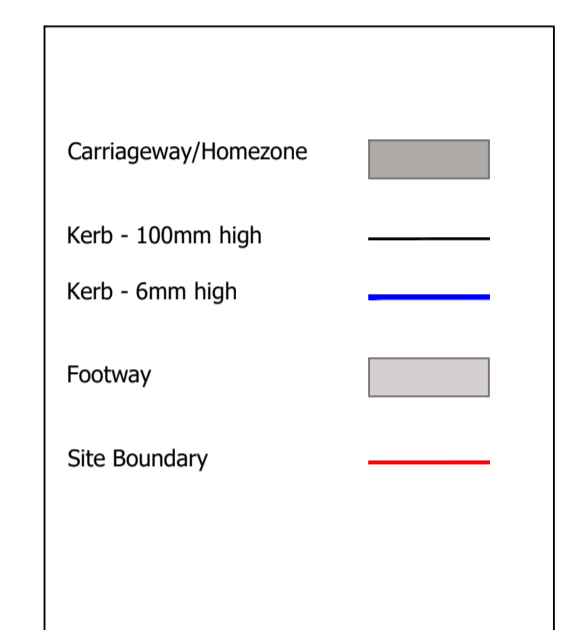 Carriageway/Homezone
Kerb - 100mm high
Kerb - 6mm high
Footway
Site Boundary